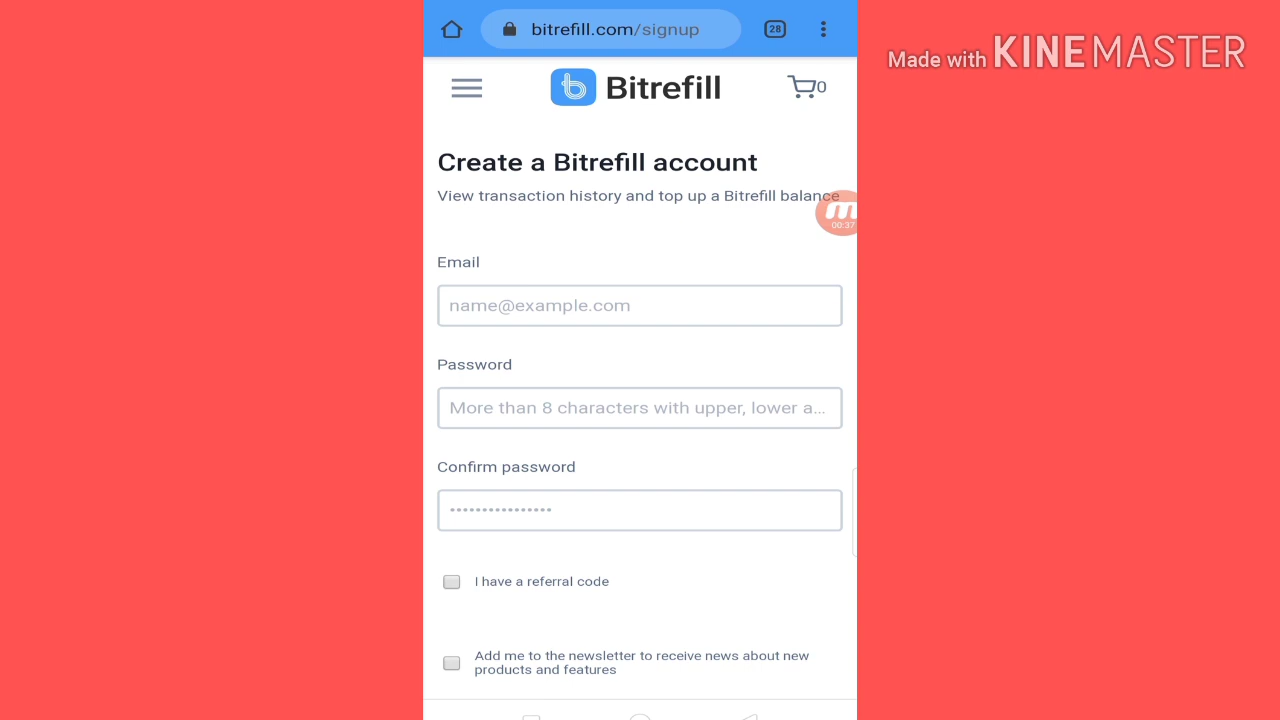 bitrefill.com/signup
28
Made with KINEMASTER
Bitrefill
0
Create a Bitrefill account
View transaction history and top up a Bitrefill balance
00:37
Email
name@example.com
Password
More than 8 characters with upper, lower a...
Confirm password
••••••••••••••••
I have a referral code
Add me to the newsletter to receive news about new
products and features